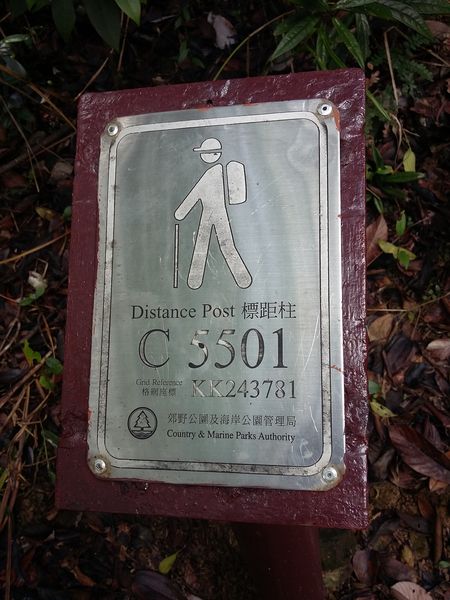 Distance Post 標距柱
C 5501
Grid Reference
格網座標 KK243781
郊野公園及海岸公園管理局
Country & Marine Parks Authority